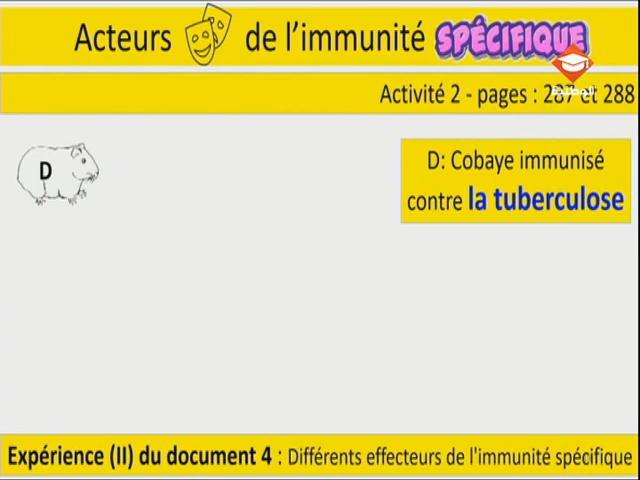 Acteurs de l’immunité SPÉCIFIQUE
Activité 2 - pages : 287 et 288
D
D: Cobaye immunisé
contre la tuberculose
Expérience (II) du document 4 : Différents effecteurs de l'immunité spécifique